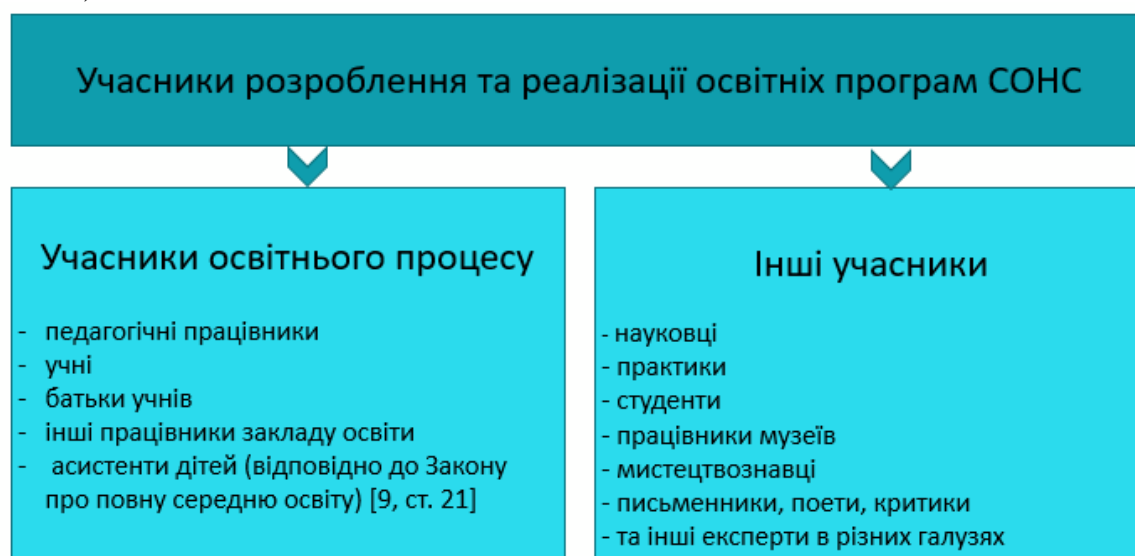 Учасники розроблення та реалізації освітніх програм СОНС
Учасники освітнього процесу
- педагогічні працівники
- учні
- батьки учнів
- інші працівники закладу освіти
- асистенти дітей (відповідно до Закону
про повну середню освіту) [9, ст. 21]
Інші учасники
- науковці
- практики
- студенти
- працівники музеїв
- мистецтвознавці
- письменники, поети, критики
- та інші експерти в різних галузях